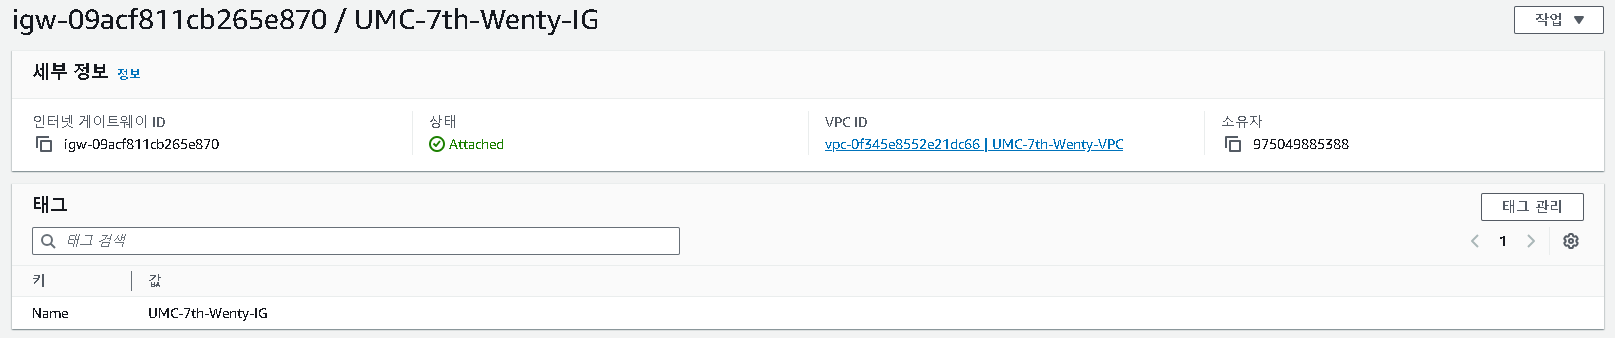 igw-09acf811cb265e870 / UMC-7th-Wenty-IG
작업
세부 정보 정보
인터넷 게이트웨이 ID
igw-09acf811cb265e870
상태
Attached
VPC ID
vpc-0f345e8552e21dc66 | UMC-7th-Wenty-VPC
소유자
975049885388
태그
태그 관리
태그 검색
1
키 값
Name UMC-7th-Wenty-IG